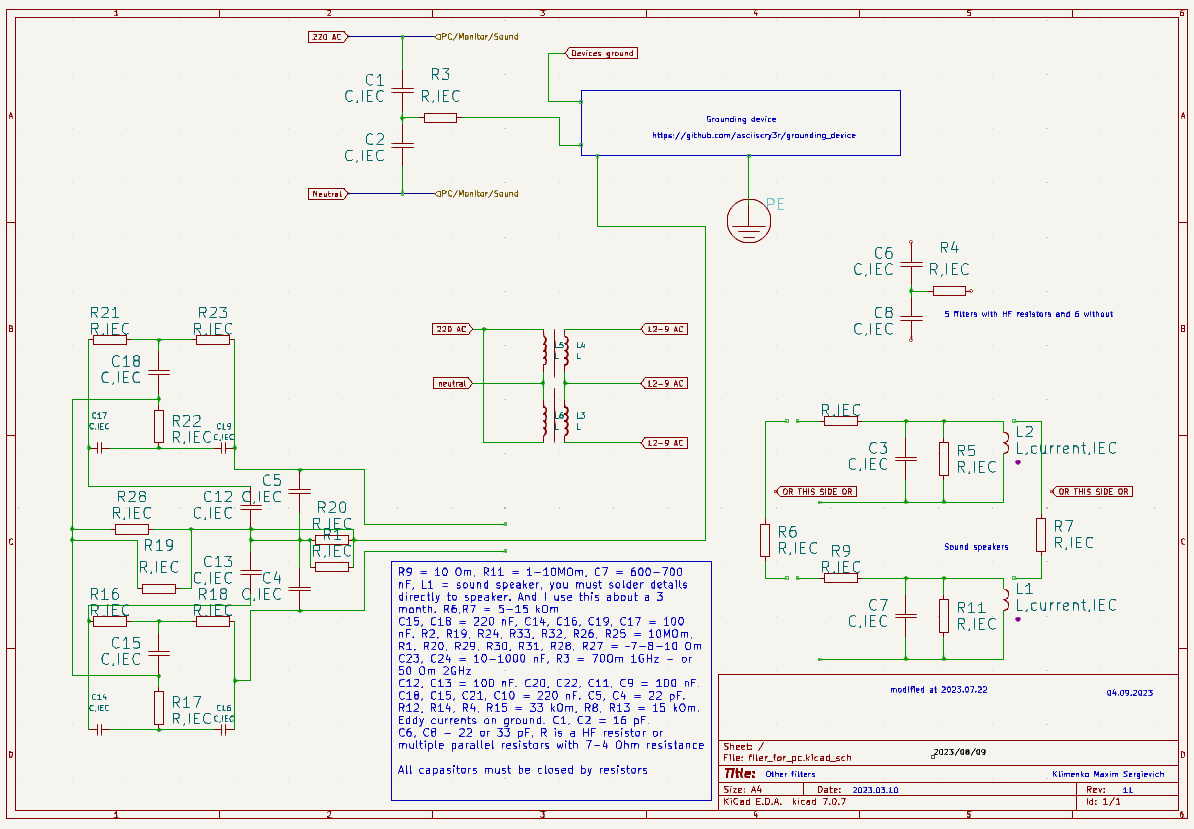 1 2 3 4 5 6
220 AC
PC/Monitor/Sound
Devices ground
C1
C,IEC
R3
R,IEC
A
A
Grounding device
https://github.com/asciiscry3r/grounding_device
C2
C,IEC
Neutral
PC/Monitor/Sound
PE
C6
C,IEC
R4
R,IEC
C8
C,IEC
5 filters with HF resistors and 6 without
R21
R,IEC
R23
R,IEC
B
B
220 AC
L2-9 AC
L5
L
L4
L
C18
C,IEC
neutral
L2-9 AC
L6
L
L3
L
L2-9 AC
C17
C,IEC
R22
R,IEC
C19
C,IEC
R,IEC
C3
C,IEC
R5
R,IEC
L2
L,current,IEC
OR THIS SIDE OR
OR THIS SIDE OR
C5
C,IEC
R28
R,IEC
C12
C,IEC
R20
R,IEC
R1
R,IEC
C
C
R19
R,IEC
C13
C,IEC
C4
C,IEC
R6
R,IEC
R9
R,IEC
R7
R,IEC
Sound speakers
R16
R,IEC
R18
R,IEC
C7
C,IEC
R11
R,IEC
L1
L,current,IEC
C15
C,IEC
C14
C,IEC
R17
R,IEC
C16
C,IEC
R9 = 10 Om, R11 = 1-10MOm, C7 = 600-700
nF, L1 = sound speaker, you must solder details
directly to speaker. And I use this about a 3
month. R6,R7 = 5-15 kOm
C15, C18 = 220 nF, C14, C16, C19, C17 = 100
nF. R2, R19, R24, R33, R32, R26, R25 = 10MOm,
R1, R20, R29, R30, R31, R28, R27 = -7-8-10 Om
C23, C24 = 10-1000 nF, R3 = 70Om 1GHz - or
50 Om 2GHz
C12, C13 = 100 nF. C20, C22, C11, C9 = 100 nF.
C18, C15, C21, C10 = 220 nF. C5, C4 = 22 pF.
R12, R14, R4, R15 = 33 kOm, R8, R13 = 15 kOm.
Eddy currents on ground. C1, C2 = 16 pF.
C6, C8 - 22 or 33 pF, R is a HF resistor or
multiple parallel resistors with 7-4 Ohm resistance
All capasitors must be closed by resistors
modified at 2023.07.22
04.09.2023
D
D
Sheet: /
File: filer_for_pc.kicad_sch
2023/08/09
Title: Other filters
Klimenko Maxim Sergievich
Size: A4
Date: 2023.03.10
Rev: 11
KiCad E.D.A. kicad 7.0.7
Id: 1/1
1 2 3 4 5 6